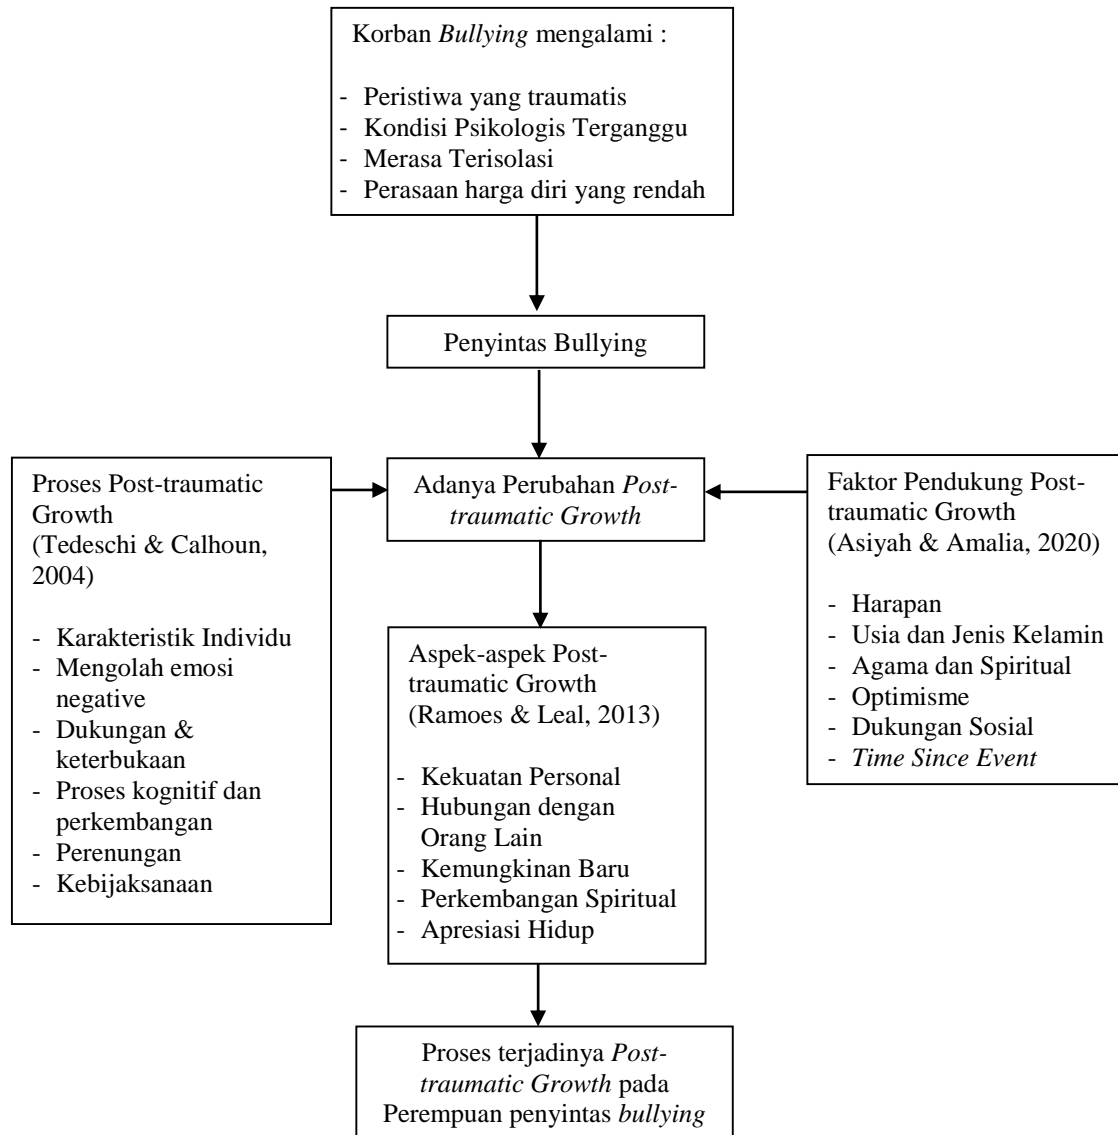 Korban Bullying mengalami :
- Peristiwa yang traumatis
- Kondisi Psikologis Terganggu
- Merasa Terisolasi
- Perasaan harga diri yang rendah
Penyintas Bullying
Proses Post-traumatic
Growth
(Tedeschi & Calhoun,
2004)
- Karakteristik Individu
- Mengolah emosi
negative
- Dukungan &
keterbukaan
- Proses kognitif dan
perkembangan
- Perenungan
- Kebijaksanaan
Adanya Perubahan Post-
traumatic Growth
Faktor Pendukung Post-
traumatic Growth
(Asiyah & Amalia, 2020)
- Harapan
- Usia dan Jenis Kelamin
- Agama dan Spiritual
- Optimisme
- Dukungan Sosial
- Time Since Event
Aspek-aspek Post-
traumatic Growth
(Ramoes & Leal, 2013)
- Kekuatan Personal
- Hubungan dengan
Orang Lain
- Kemungkinan Baru
- Perkembangan Spiritual
- Apresiasi Hidup
Proses terjadinya Post-
traumatic Growth pada
Perempuan penyintas bullying